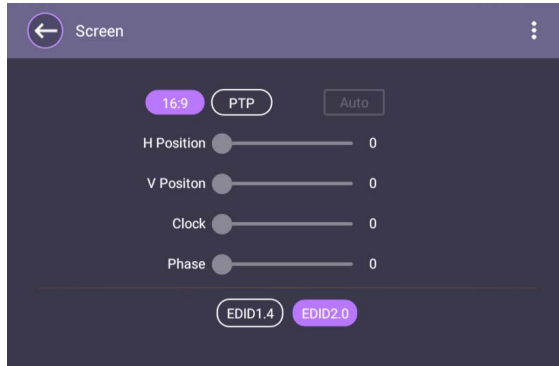 Screen
16:9 PTP Auto
H Position 0
V Positon 0
Clock 0
Phase 0
EDID1.4 EDID2.0